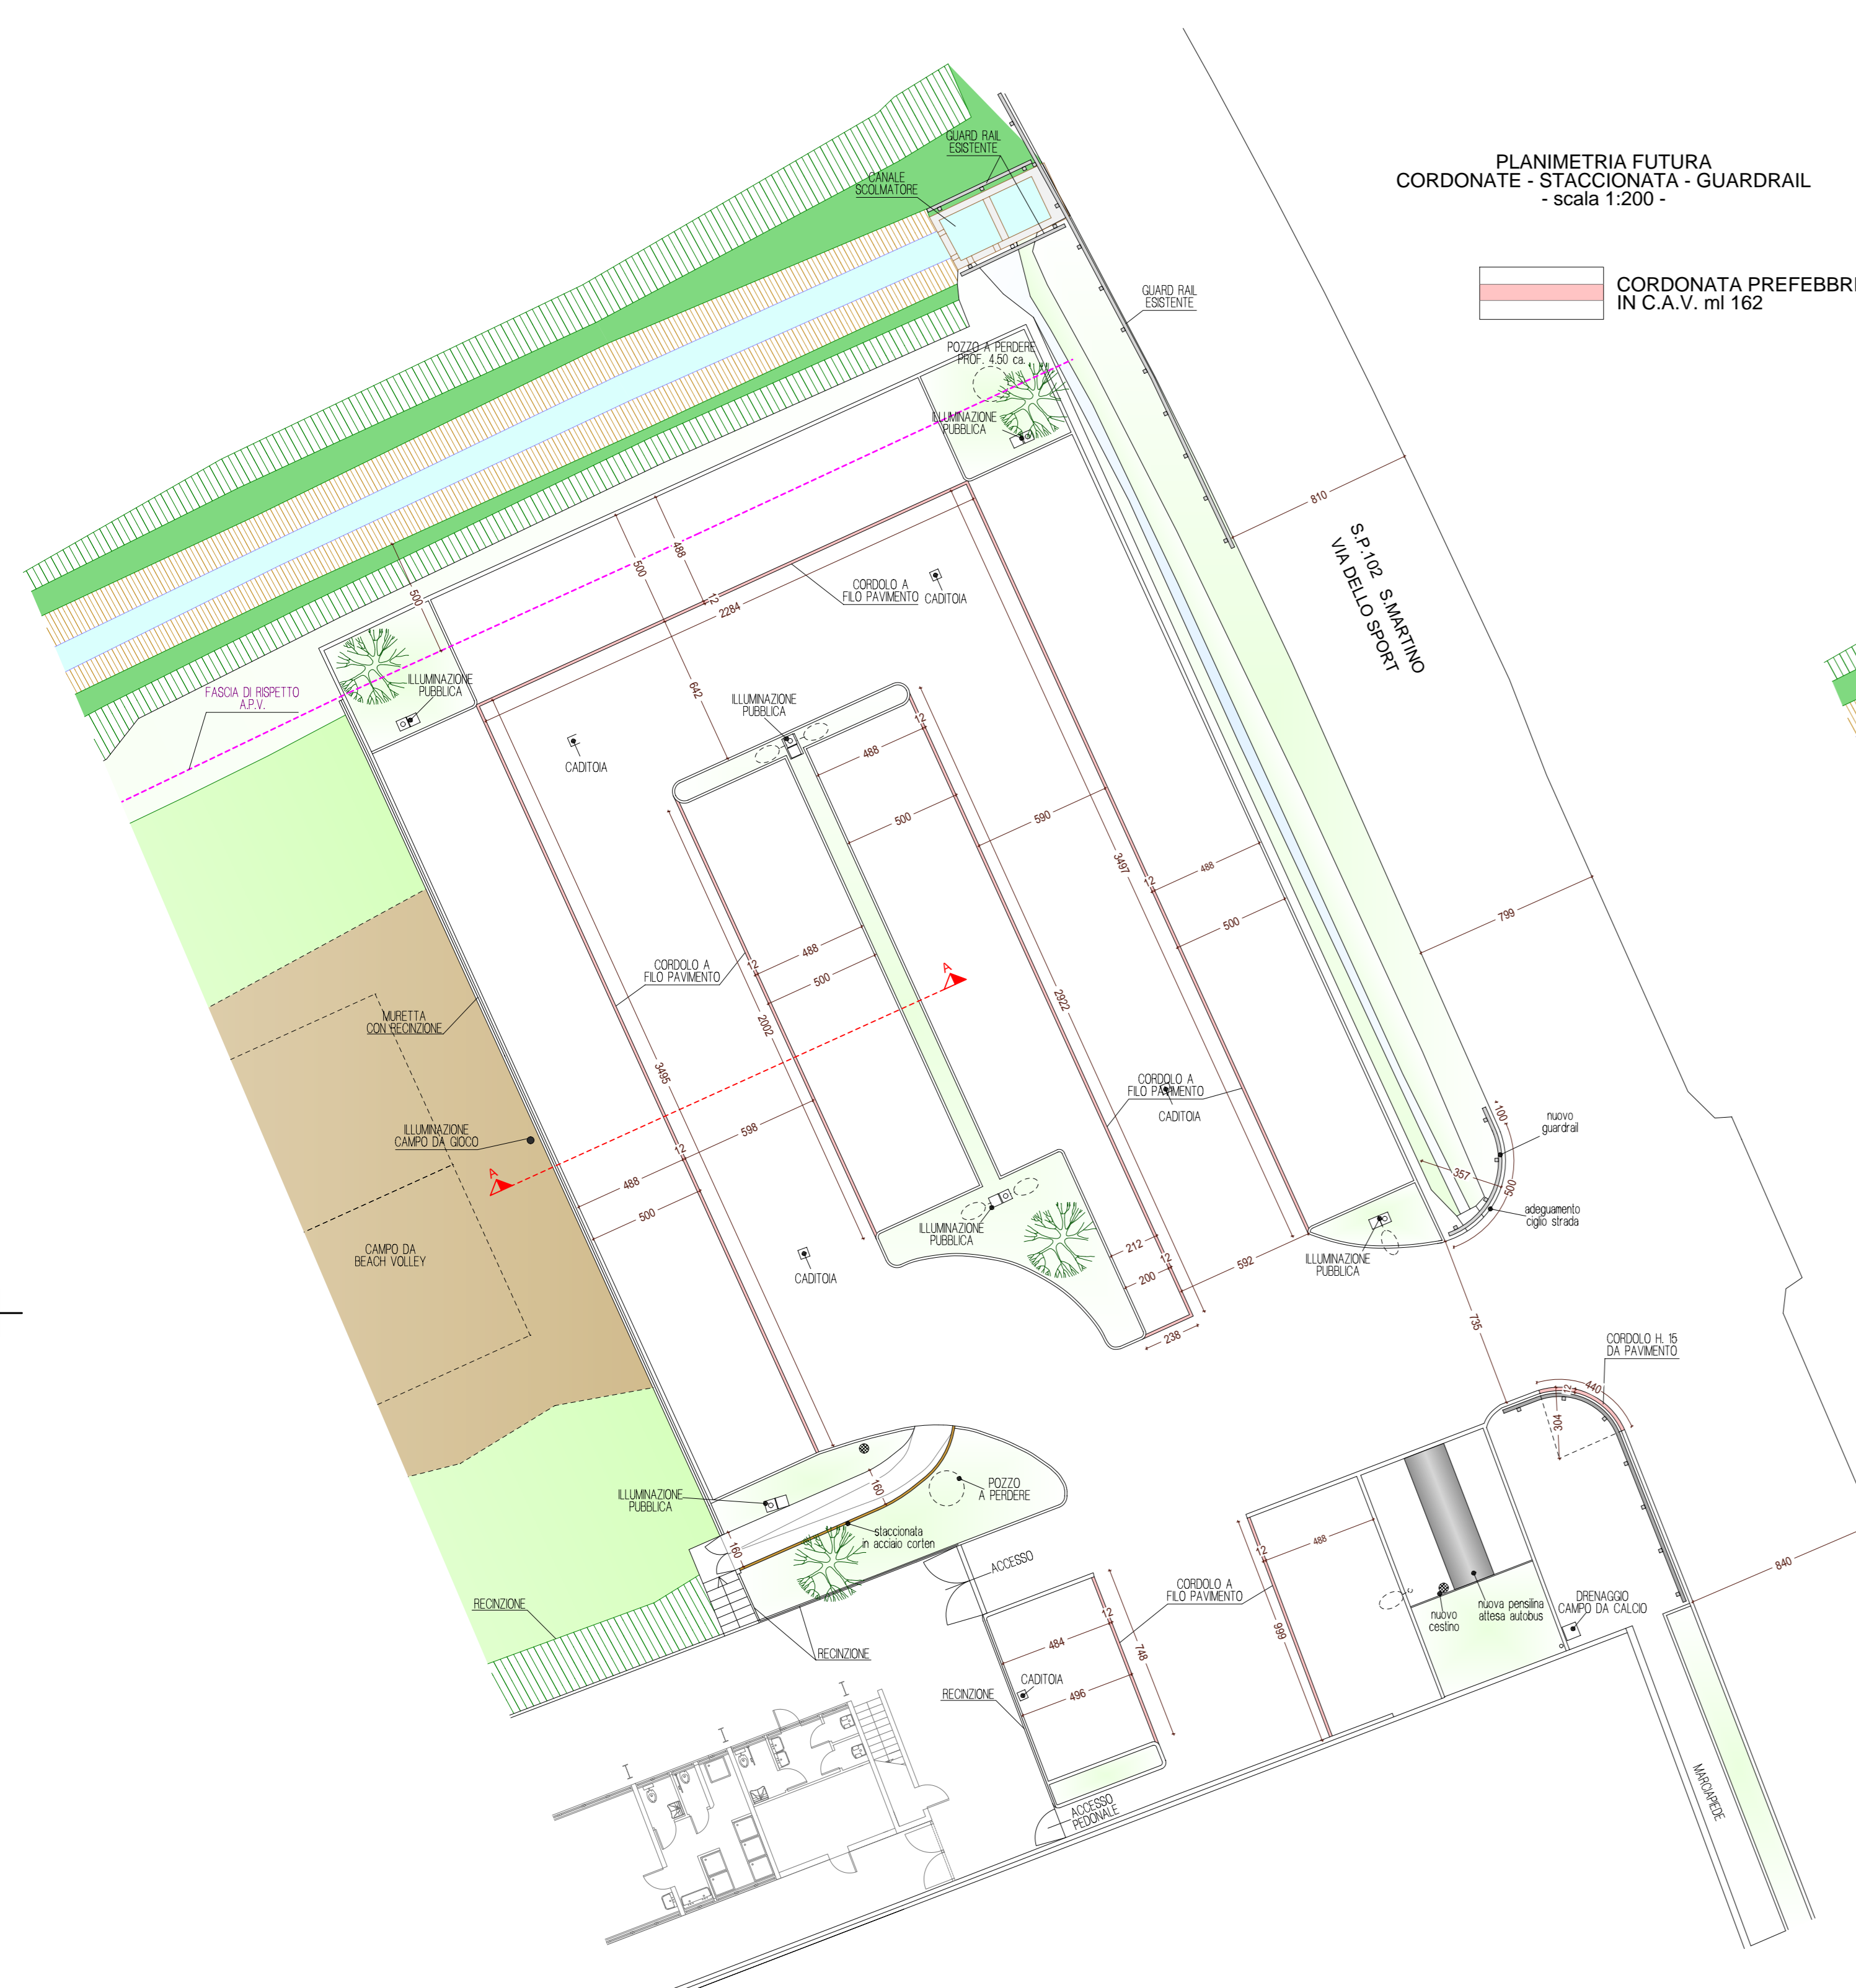 PLANIMETRIA FUTURA
CORDONATE - STACCIONATA - GUARDRAIL
- scala 1:200 -
CORDONATA PREFEBBRI
IN C.A.V. ml 162
GUARD RAIL
ESISTENTE
CANALE
SCOLMATORE
GUARD RAIL
ESISTENTE
POZZO A PERDERE
PROF. 4.50 ca.
ILLUMINAZIONE
PUBBLICA
810
S.P.102 S.MARTINO
VIA DELLO SPORT
488
500
500
12
2284
CORDOLO A
FILO PAVIMENTO
CADITOIA
642
ILLUMINAZIONE
PUBBLICA
FASCIA DI RISPETTO
A.P.V.
ILLUMINAZIONE
PUBBLICA
CADITOIA
12
488
500
590
3497
12
488
500
799
CORDOLO A
FILO PAVIMENTO
12
488
500
2002
A
2922
MURETTA
CON RECINZIONE
3495
CORDOLO A
FILO PAVIMENTO
CADITOIA
100
nuovo
guardrail
357
500
adeguamento
ciglio strada
ILLUMINAZIONE
CAMPO DA GIOCO
A
598
12
488
500
CAMPO DA
BEACH VOLLEY
ILLUMINAZIONE
PUBBLICA
CADITOIA
212
12
200
592
238
ILLUMINAZIONE
PUBBLICA
735
CORDOLO H. 15
DA PAVIMENTO
440
12
304
ILLUMINAZIONE
PUBBLICA
160
POZZO
A PERDERE
staccionata
in acciaio corten
160
RECINZIONE
RECINZIONE
ACCESSO
12
484
748
CADITOIA
496
RECINZIONE
CORDOLO A
FILO PAVIMENTO
12
488
999
nuovo
cestino
nuova pensilina
attesa autobus
DRENAGGIO
CAMPO DA CALCIO
840
ACCESSO
PEDONALE
MARCIAPIEDE